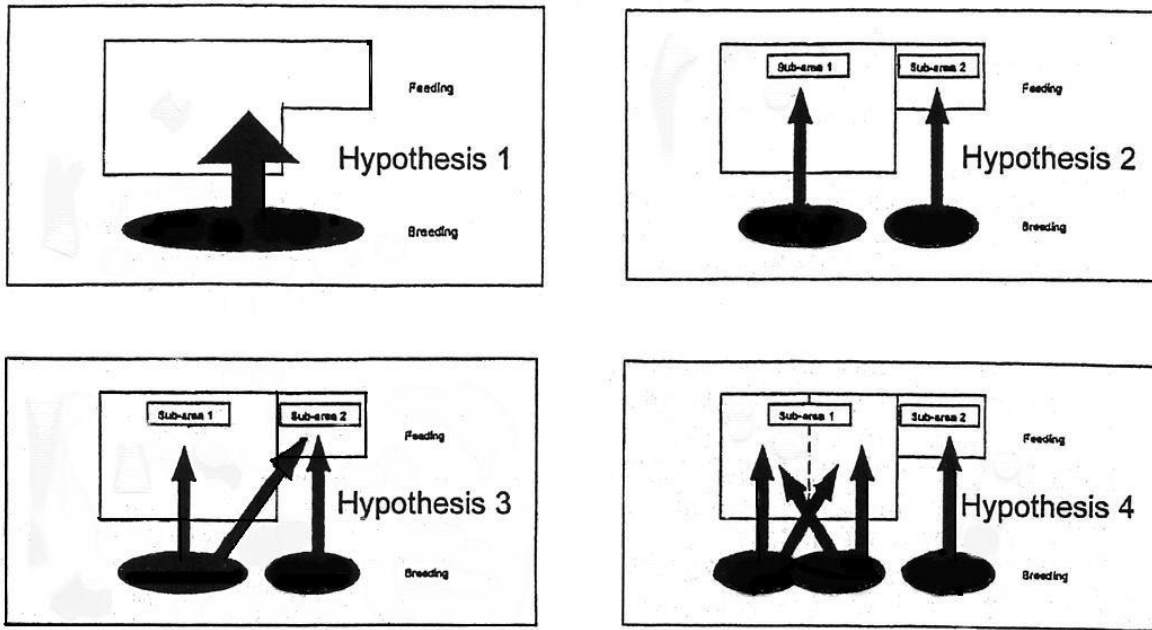 Feeding
Hypothesis 1
Breeding
Sub-area 1 Sub-area 2
Feeding
Hypothesis 2
Breeding
Sub-area 1 Sub-area 2
Feeding
Hypothesis 3
Breeding
Sub-area 1 Sub-area 2
Feeding
Hypothesis 4
Breeding